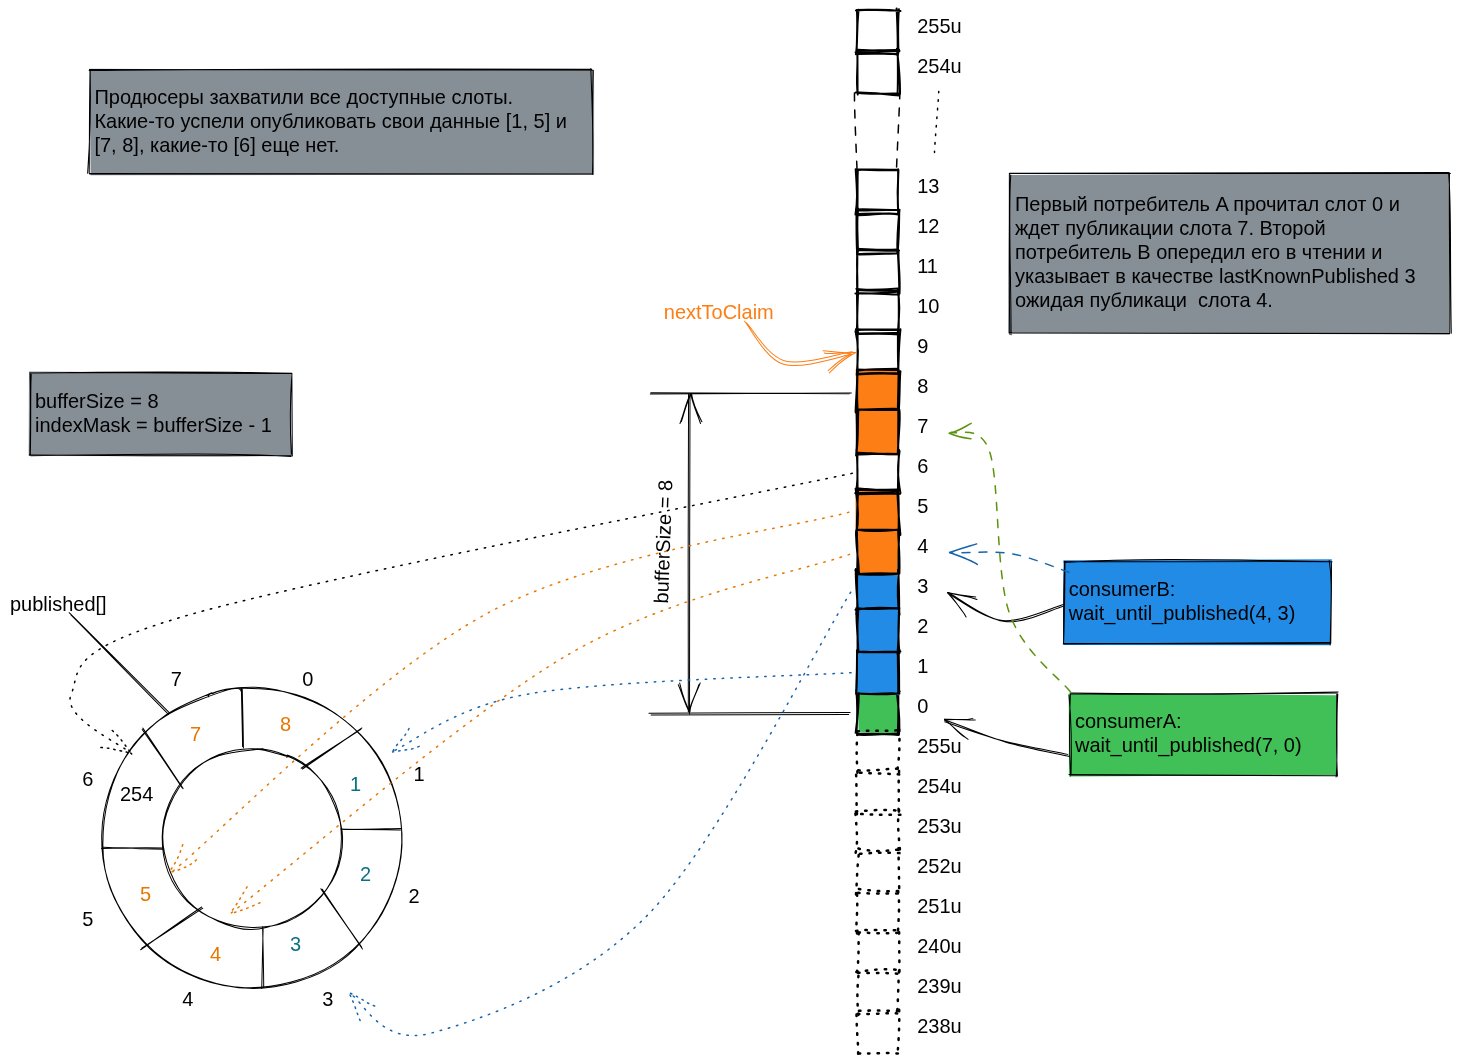 255u
254u
Продюсеры захватили все доступные слоты.
Какие-то успели опубликовать свои данные [1, 5] и
[7, 8], какие-то [6] еще нет.
13
12
11
10
9
8
7
6
5
4
3
2
1
0
255u
254u
253u
252u
251u
240u
239u
238u
Первый потребитель А прочитал слот 0 и
ждет публикации слота 7. Второй
потребитель В опередил его в чтении и
указывает в качестве lastKnownPublished 3
ожидая публикаци  слота 4.
nextToClaim
bufferSize = 8
indexMask = bufferSize - 1
bufferSize = 8
consumerB:
wait_until_published(4, 3)
consumerA:
wait_until_published(7, 0)
published[]
7
0
7
8
6
254
1
1
5
5
2
2
4
3
4
3